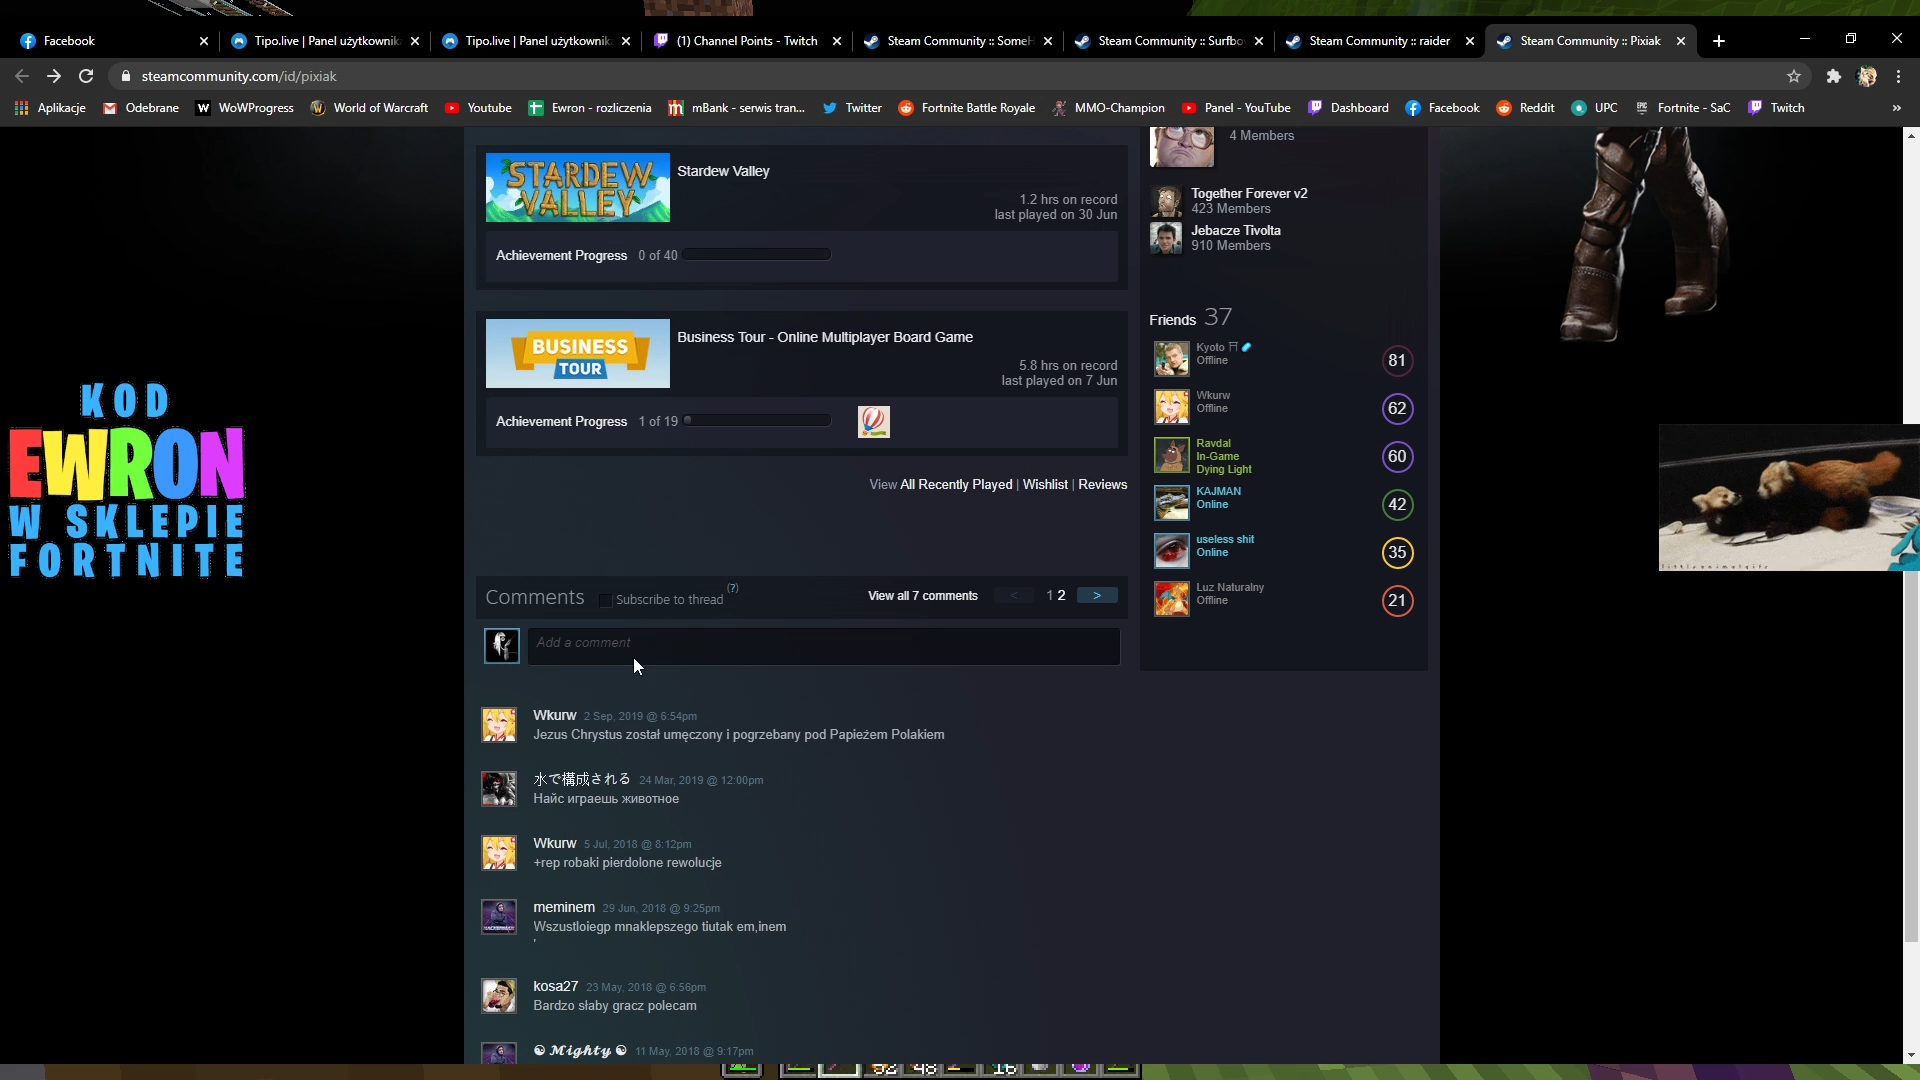 Facebook
Tipo.live | Panel użytkownik
Tipo.live | Panel użytkownik
(1) Channel Points - Twitch
Steam Community :: SomeH
Steam Community :: Surfbo
Steam Community :: raider
Steam Community :: Pixiak
steamcommunity.com/id/pixiak
Aplikacje
Odebrane
WoWProgress
World of Warcraft
Youtube
Ewron - rozliczenia
mBank - serwis tran...
Twitter
Fortnite Battle Royale
MMO-Champion
Panel - YouTube
Dashboard
Facebook
Reddit
UPC
Fortnite - SaC
Twitch
KOD
EWRON
W SKLEPIE
FORTNITE
STARDEW
VALLEY
Stardew Valley
1.2 hrs on record
last played on 30 Jun
Achievement Progress 0 of 40
BUSINESS
TOUR
Business Tour - Online Multiplayer Board Game
5.8 hrs on record
last played on 7 Jun
Achievement Progress 1 of 19
View All Recently Played | Wishlist | Reviews
Comments Subscribe to thread (?)
View all 7 comments < 1 2 >
Add a comment
Wkurw 2 Sep, 2019 @ 6:54pm
Jezus Chrystus został umęczony i pogrzebany pod Papieżem Polakiem
水で構成される 24 Mar, 2019 @ 12:00pm
Найс играешь животное
Wkurw 5 Jul, 2018 @ 8:12pm
+rep robaki pierdolone rewolucje
meminem 29 Jun, 2018 @ 9:25pm
Wszustloiegp mnaklepszego tiutak em,inem
'
kosa27 23 May, 2018 @ 6:56pm
Bardzo słaby gracz polecam
☯ 𝓜𝓲𝓰𝓱𝓽𝔂 ☯ 11 May, 2018 @ 9:17pm
4 Members
Together Forever v2
423 Members
Jebacze Tivolta
910 Members
Friends 37
Kyoto
Offline
81
Wkurw
Offline
62
Ravdal
In-Game
Dying Light
60
KAJMAN
Online
42
useless shit
Online
35
Luz Naturalny
Offline
21